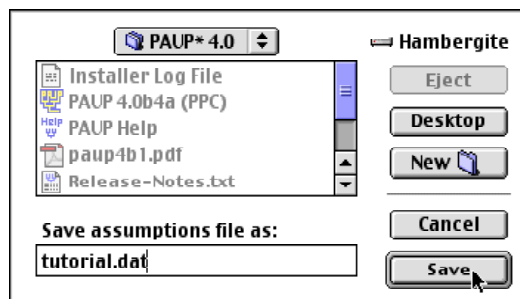 PAUP* 4.0
Hambergite
Installer Log File
PAUP 4.0b4a (PPC)
Help
PAUP Help
paup4b1.pdf
Release-Notes.txt
Eject
Desktop
New
Save assumptions file as:
tutorial.dat
Cancel
Save